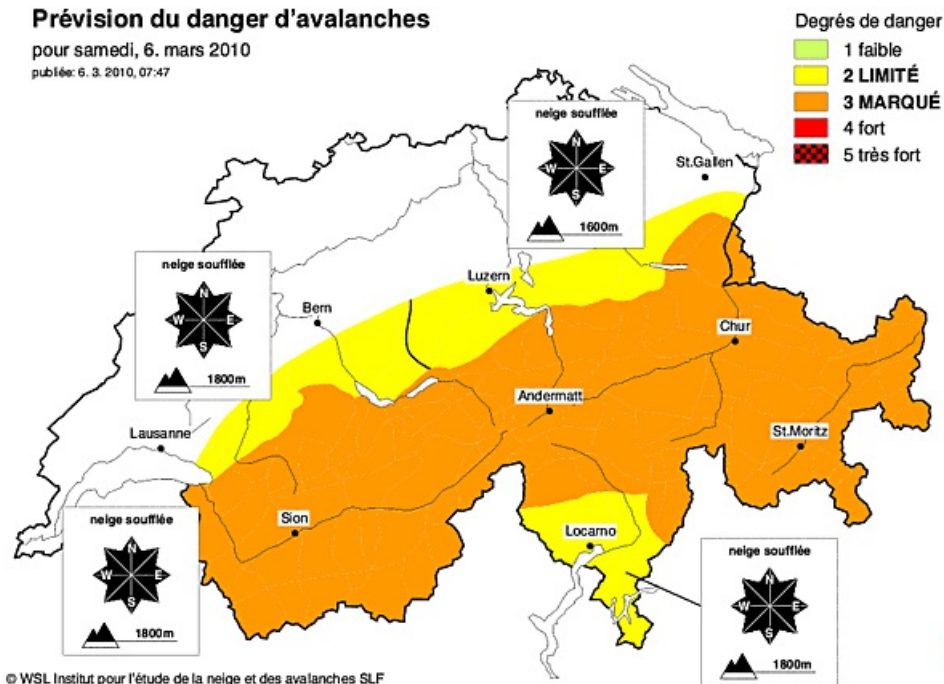 Prévision du danger d'avalanches
pour samedi, 6. mars 2010
publiée: 6. 3. 2010, 07:47
Degrés de danger
1 faible
2 LIMITÉ
3 MARQUÉ
4 fort
5 très fort
neige soufflée
N
W E
S
1600m
St.Gallen
neige soufflée
N
W E
S
1800m
Luzern
Bern
Chur
Andermatt
Lausanne
St.Moritz
neige soufflée
N
W E
S
1800m
Sion
Locarno
neige soufflée
N
W E
S
1800m
© WSL Institut pour l'étude de la neige et des avalanches SLF